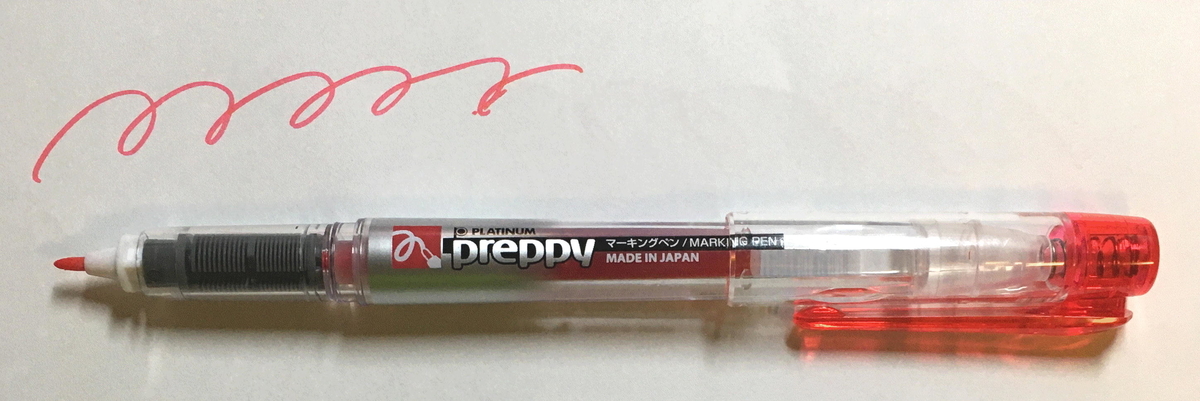 PLATINUM
preppy
マーキングペン / MARKING PEN
MADE IN JAPAN